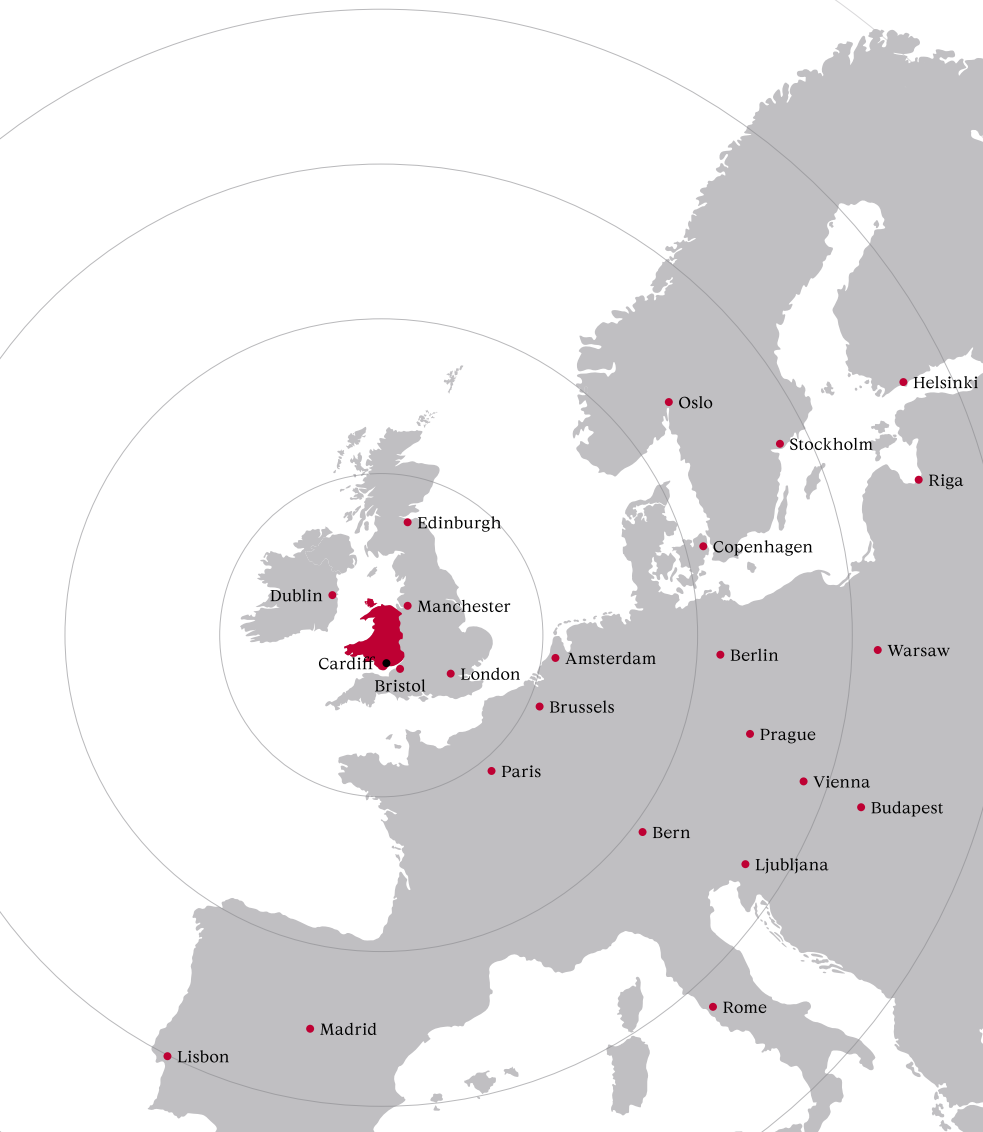 Helsinki
Oslo
Stockholm
Riga
Edinburgh
Copenhagen
Dublin
Manchester
Warsaw
Berlin
Amsterdam
Cardiff
London
Bristol
Brussels
Prague
Paris
Vienna
Budapest
Bern
Ljubljana
Rome
Madrid
Lisbon